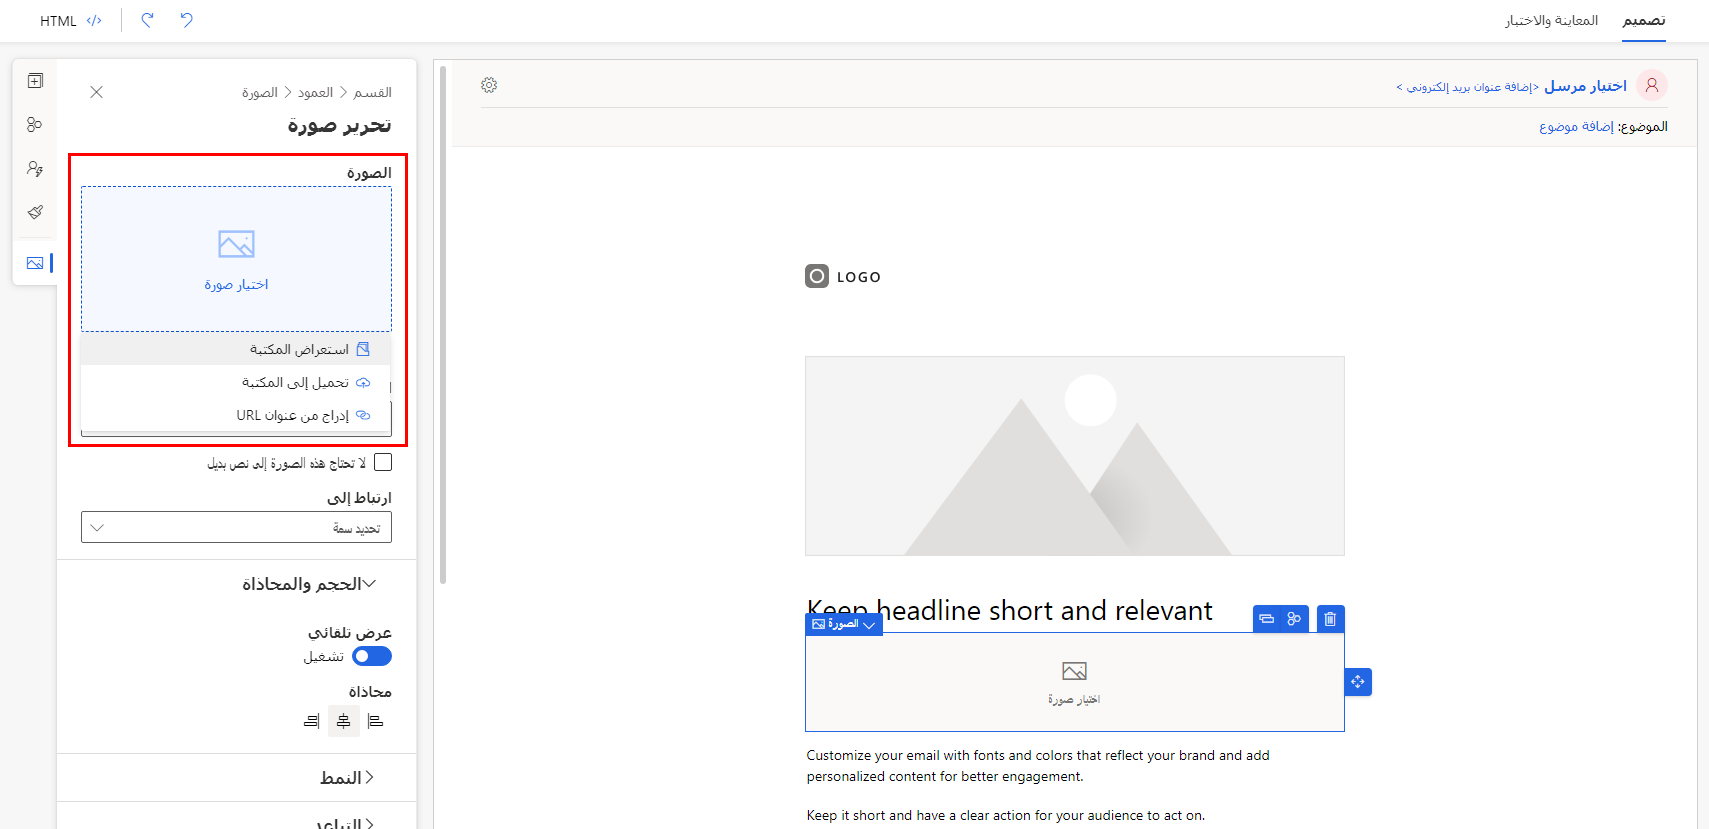 تصميم
المعاينة والاختبار
HTML
القسم
العمود
الصورة
تحرير صورة
الصورة
اختيار صورة
استعراض المكتبة
تحميل إلى المكتبة
إدراج من عنوان URL
لا تحتاج هذه الصورة إلى نص بديل
ارتباط إلى
تحديد سمة
الحجم والمحاذاة
عرض تلقائي
تشغيل
محاذاة
النمط
التباعد
اختيار مرسل <إضافة عنوان بريد إلكتروني >
الموضوع: إضافة موضوع
LOGO
Keep headline short and relevant
الصورة
اختيار صورة
Customize your email with fonts and colors that reflect your brand and add
personalized content for better engagement.
Keep it short and have a clear action for your audience to act on.